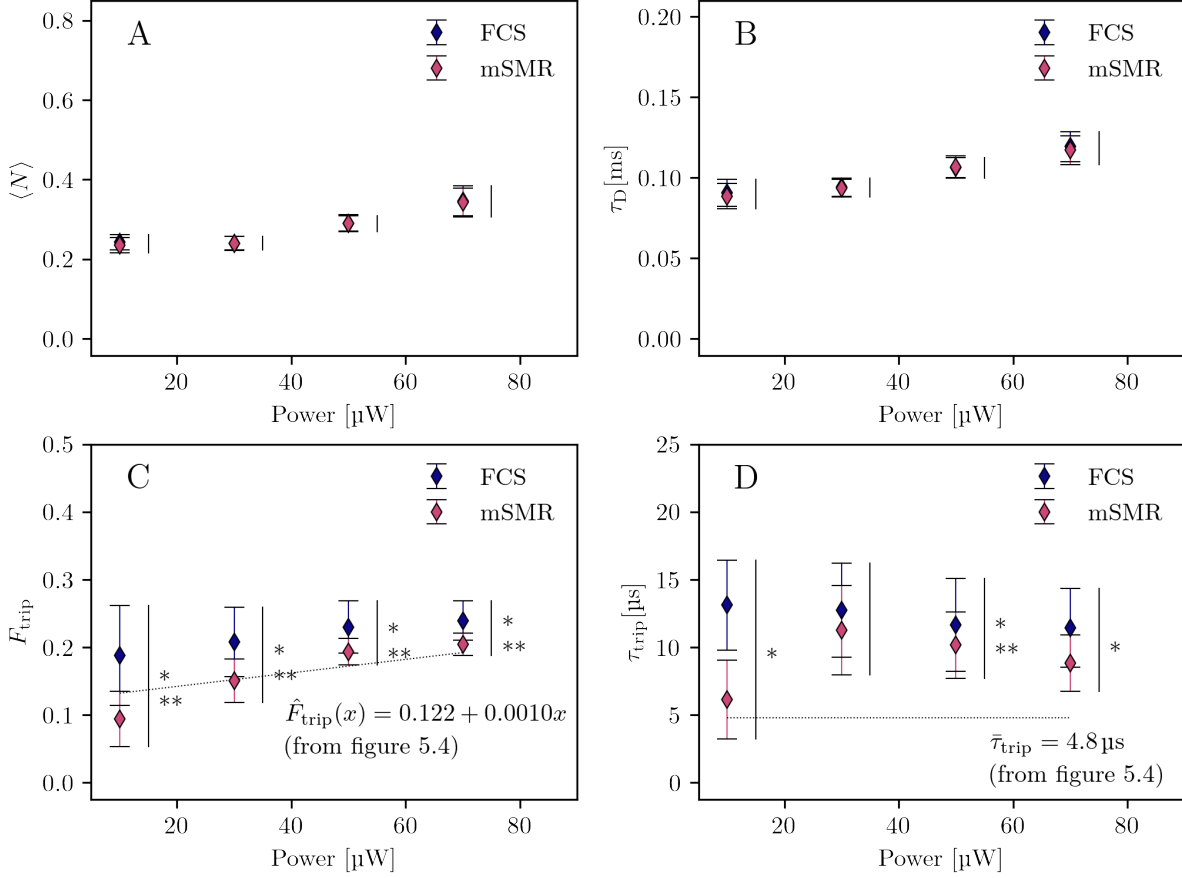 A
FCS
mSMR
0.8
0.6
0.4
0.2
0.0
⟨N⟩
20 40 60 80
Power [µW]
B
FCS
mSMR
0.20
0.15
0.10
0.05
0.00
τD[ms]
20 40 60 80
Power [µW]
C
FCS
mSMR
0.5
0.4
0.3
0.2
0.1
0.0
Ftrip
*
**
*
**
*
**
*
**
F̂trip(x) = 0.122 + 0.0010x
(from figure 5.4)
20 40 60 80
Power [µW]
D
FCS
mSMR
25
20
15
10
5
0
τtrip[µs]
*
*
**
*
τ̄trip = 4.8 µs
(from figure 5.4)
20 40 60 80
Power [µW]